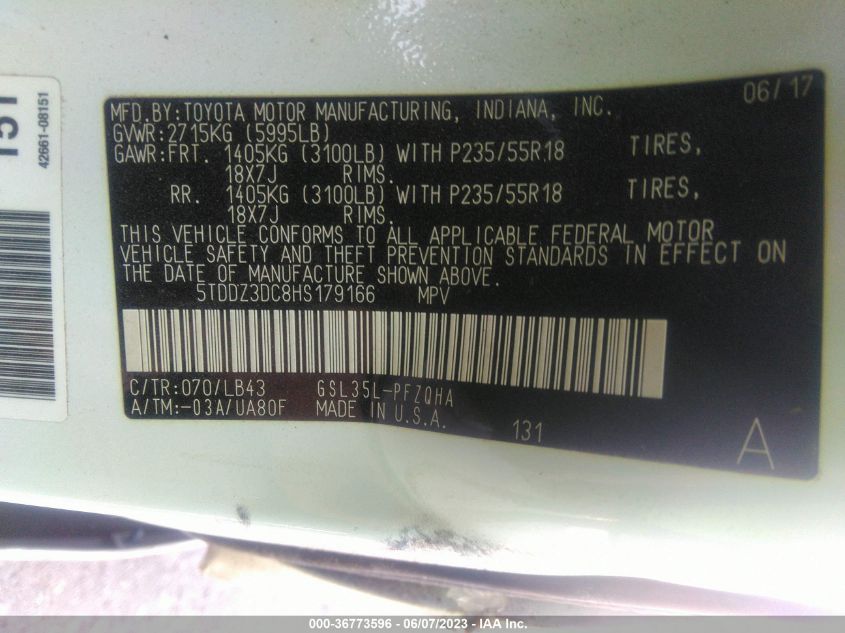 42661-08151
151
06/17
MFD.BY:TOYOTA MOTOR MANUFACTURING, INDIANA, INC.
GVWR:2715KG (5995LB)
GAWR:FRT. 1405KG (3100LB) WITH P235/55R18 TIRES,
18X7J RIMS.
RR. 1405KG (3100LB) WITH P235/55R18 TIRES,
18X7J RIMS.
THIS VEHICLE CONFORMS TO ALL APPLICABLE FEDERAL MOTOR
VEHICLE SAFETY AND THEFT PREVENTION STANDARDS IN EFFECT ON
THE DATE OF MANUFACTURE SHOWN ABOVE.
5TDDZ3DC8HS179166 MPV
C/TR:070/LB43 GSL35L-PFZQHA
A/TM:-03A/UA80F MADE IN U.S.A.
131
A
000-36773596 - 06/07/2023 - IAA Inc.